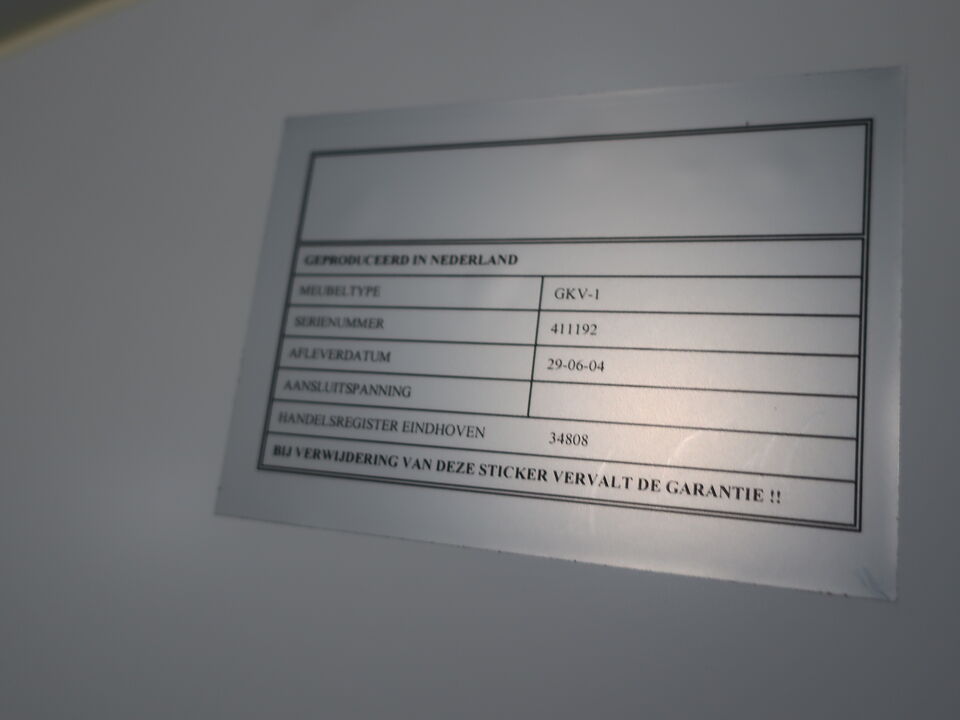 GEPRODUCEERD IN NEDERLAND
MEUBELTYPE GKV-1
SERIENUMMER 411192
AFLEVERDATUM 29-06-04
AANSLUITSPANNING
HANDELSREGISTER EINDHOVEN 34808
BIJ VERWIJDERING VAN DEZE STICKER VERVALT DE GARANTIE !!